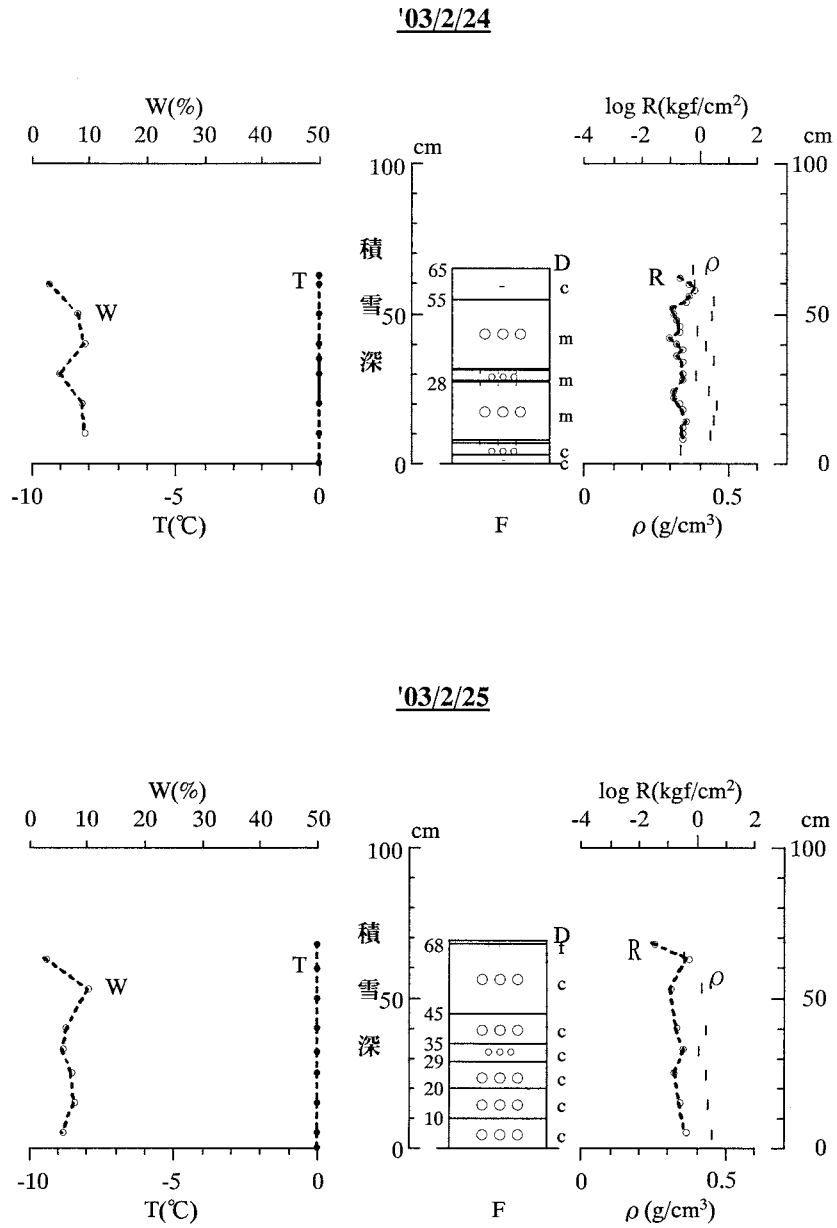 '03/2/24
W(%)
0 10 20 30 40 50
T
W
-10 -5 0
T(℃)
cm
100
50
0
積雪深
65
55
28
D
c
m
m
m
c
c
F
log R(kgf/cm²)
-4 -2 0 2
R
ρ
0 0.5
ρ (g/cm³)
cm
100
50
0
'03/2/25
W(%)
0 10 20 30 40 50
T
W
-10 -5 0
T(℃)
cm
100
50
0
積雪深
68
45
35
29
20
10
D
f
c
c
c
c
c
c
F
log R(kgf/cm²)
-4 -2 0 2
R
ρ
0 0.5
ρ (g/cm³)
cm
100
50
0